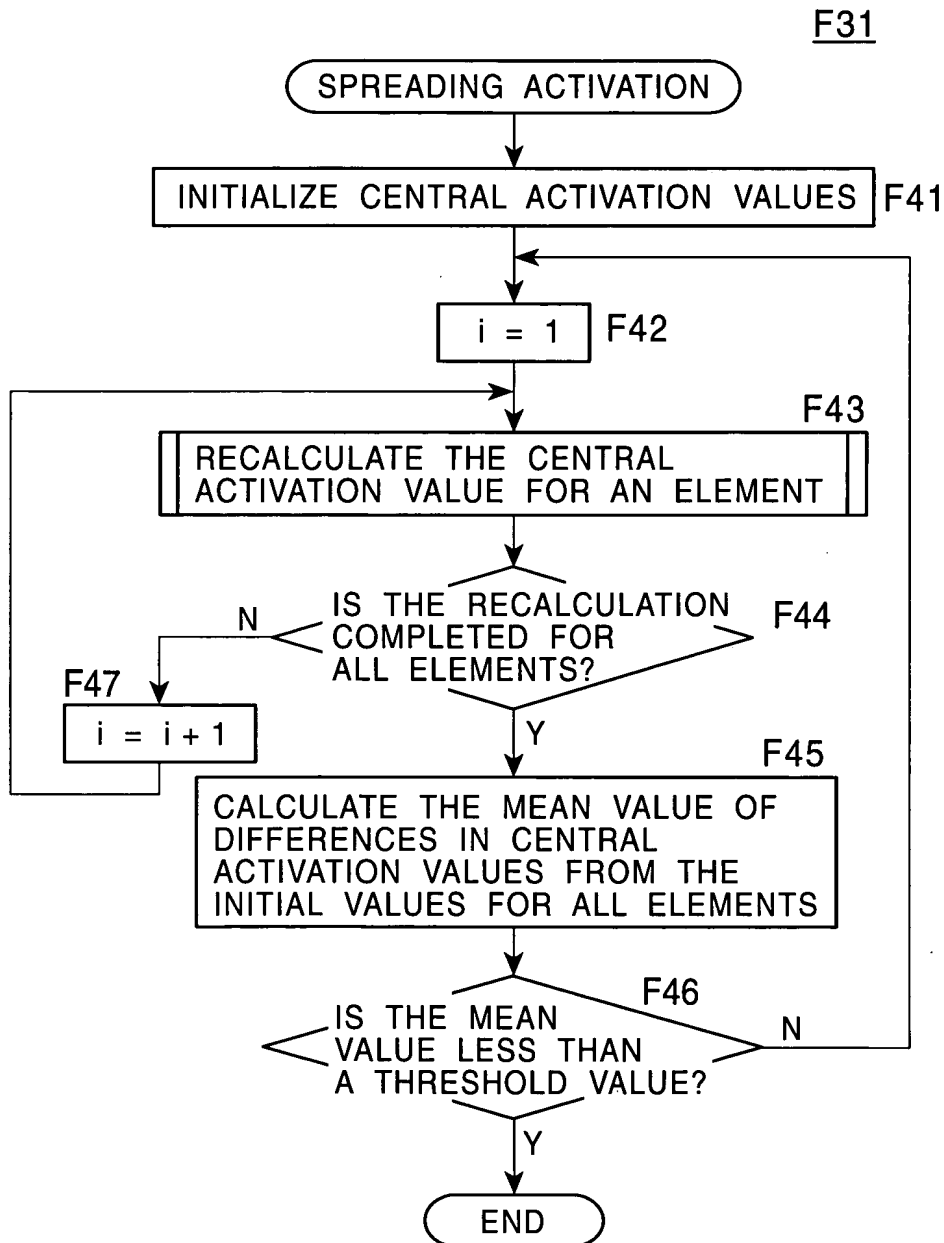 F31
SPREADING ACTIVATION
INITIALIZE CENTRAL ACTIVATION VALUES
F41
i = 1
F42
F43
RECALCULATE THE CENTRAL
ACTIVATION VALUE FOR AN ELEMENT
IS THE RECALCULATION
COMPLETED FOR
ALL ELEMENTS?
F44
N
F47
i = i + 1
Y
F45
CALCULATE THE MEAN VALUE OF
DIFFERENCES IN CENTRAL
ACTIVATION VALUES FROM THE
INITIAL VALUES FOR ALL ELEMENTS
F46
IS THE MEAN
VALUE LESS THAN
A THRESHOLD VALUE?
N
Y
END